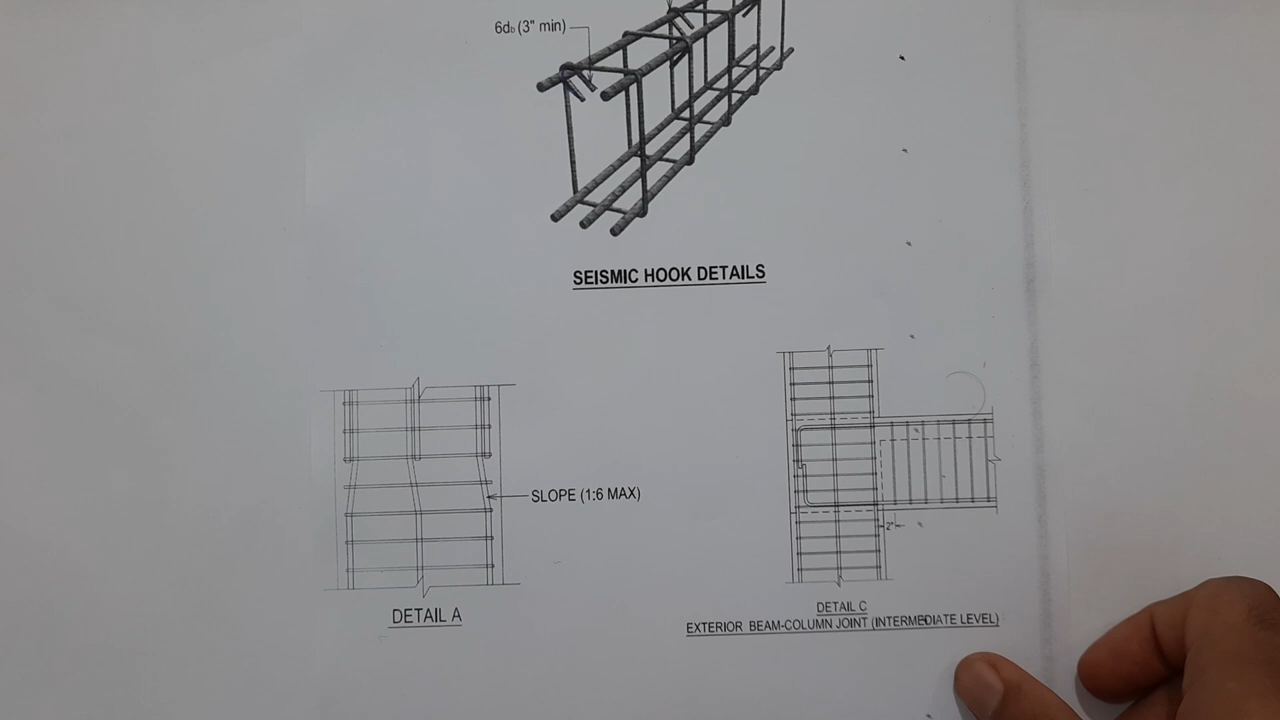 6db (3" min)
SEISMIC HOOK DETAILS
SLOPE (1:6 MAX)
2"
DETAIL A
DETAIL C
EXTERIOR BEAM-COLUMN JOINT (INTERMEDIATE LEVEL)